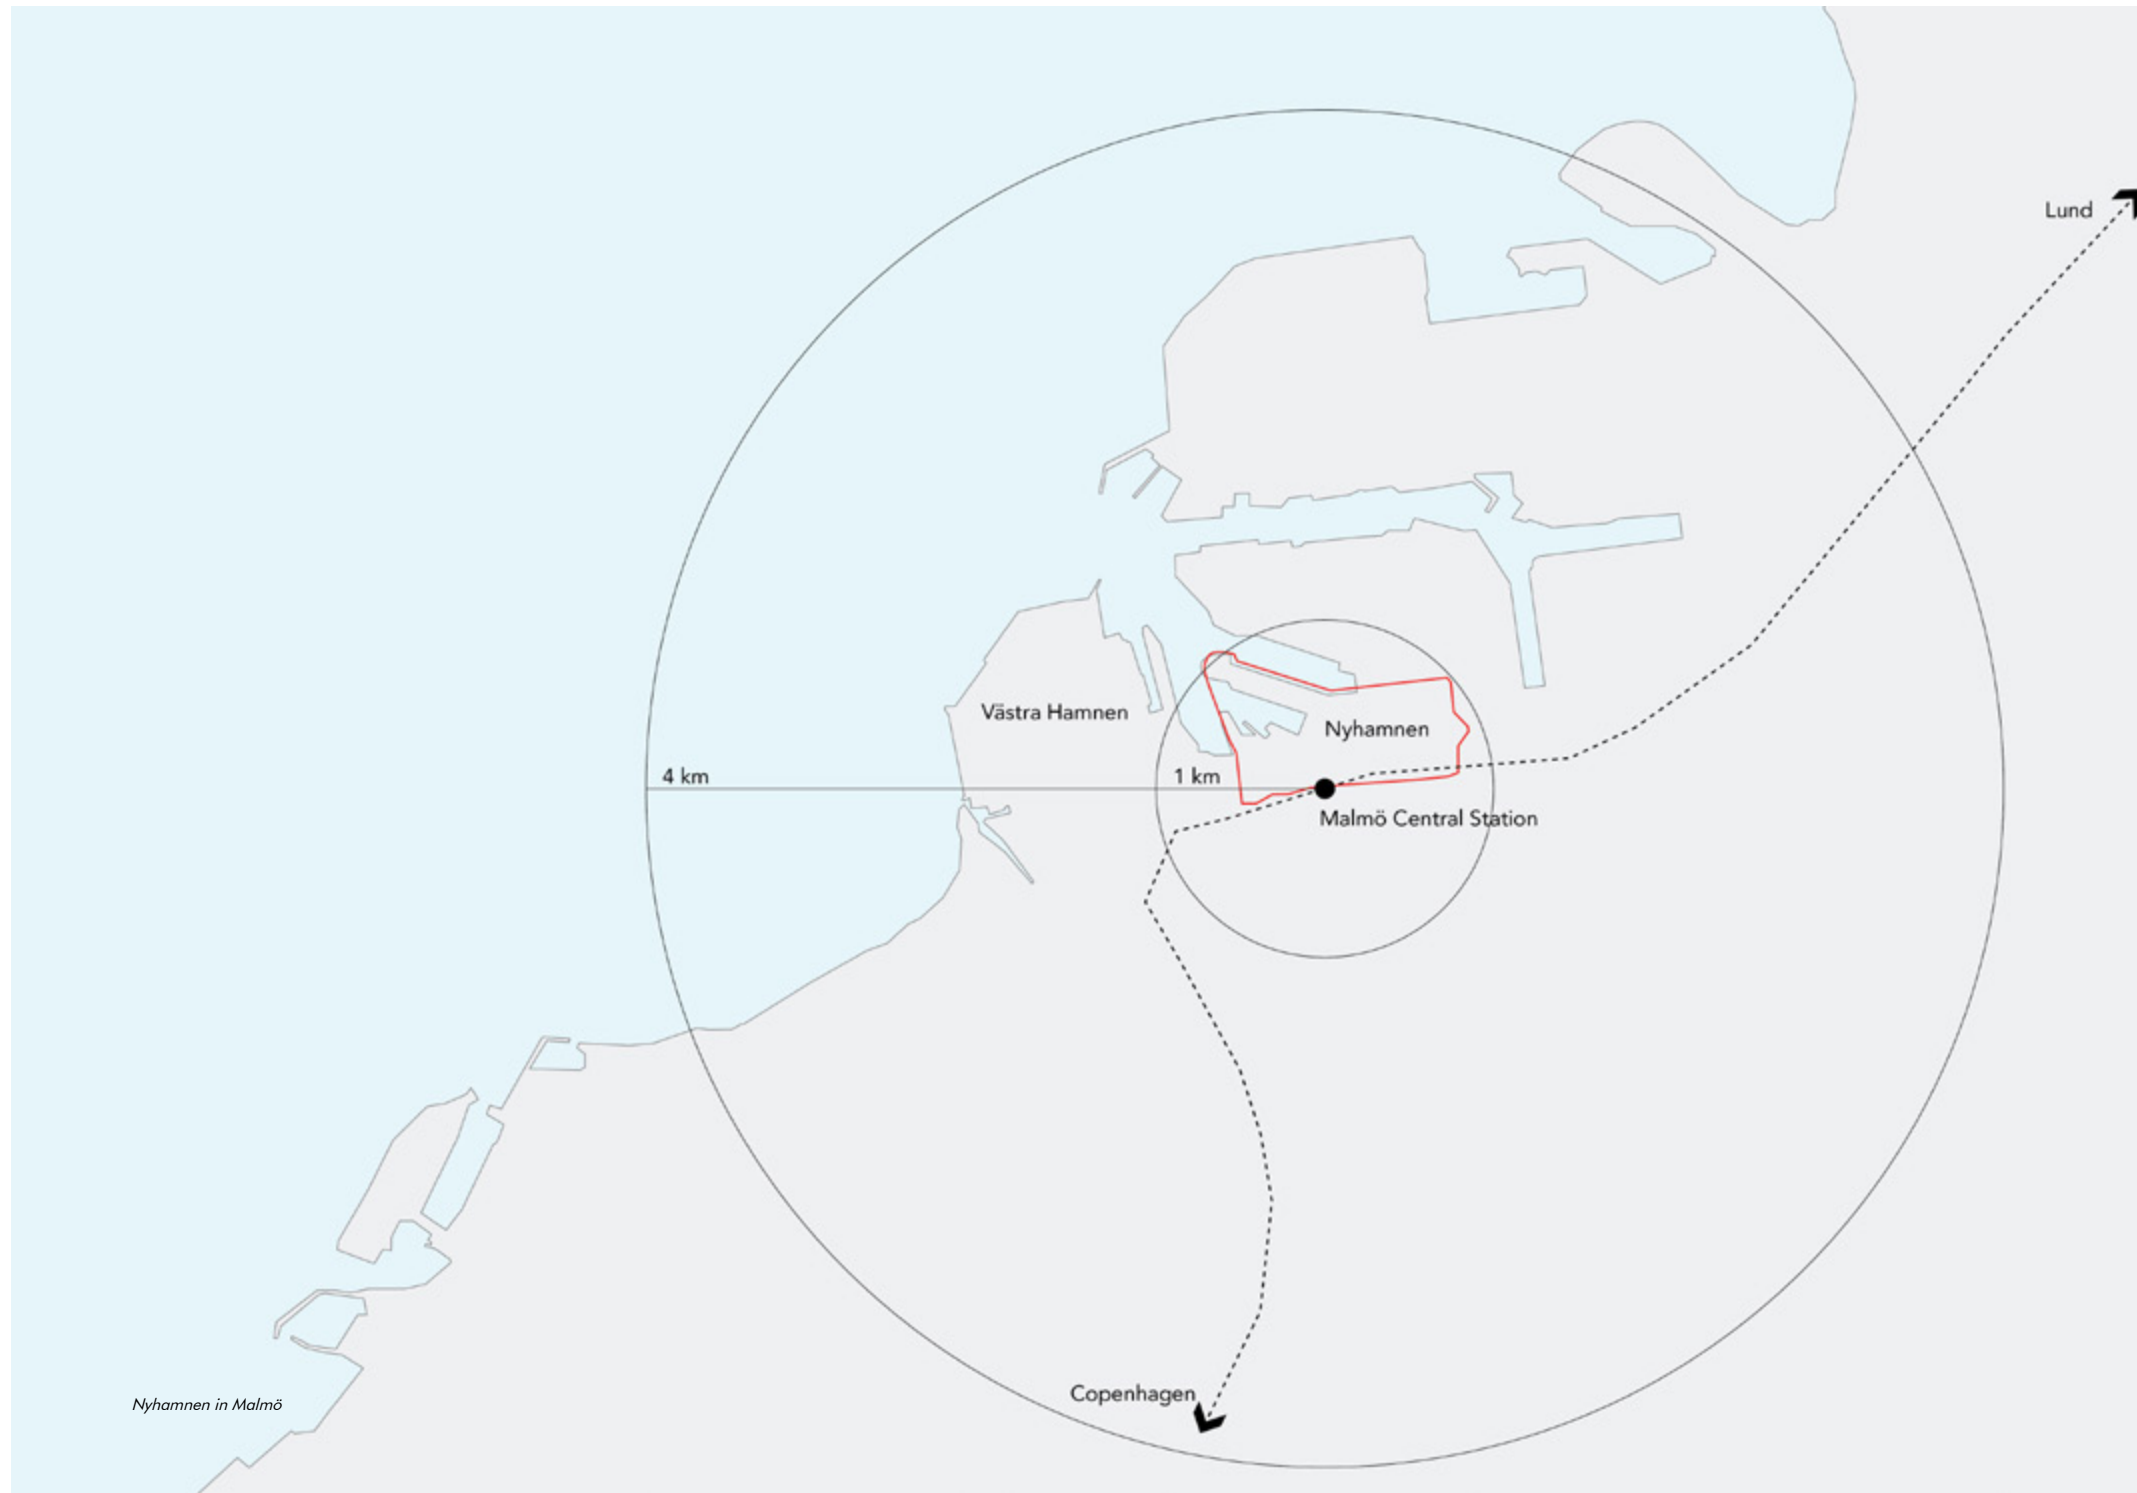 Lund
Västra Hamnen
Nyhamnen
4 km
1 km
Malmö Central Station
Copenhagen
Nyhamnen in Malmö